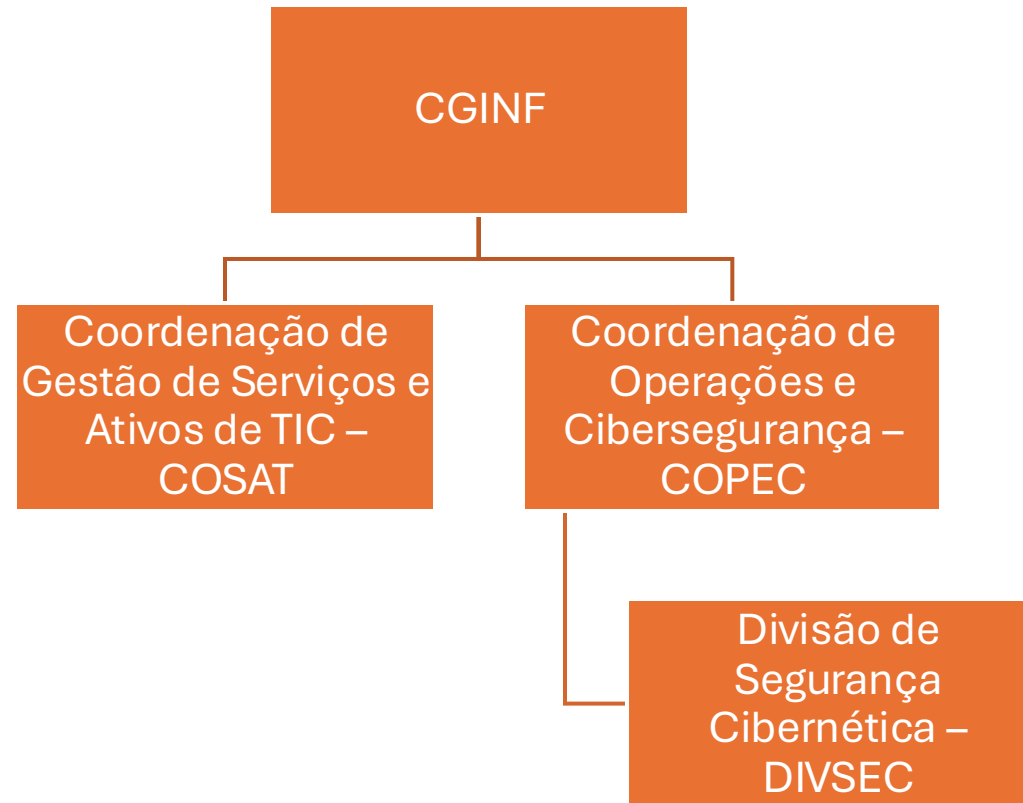 CGINF
Coordenação de
Gestão de Serviços e
Ativos de TIC –
COSAT
Coordenação de
Operações e
Cibersegurança –
COPEC
Divisão de
Segurança
Cibernética –
DIVSEC